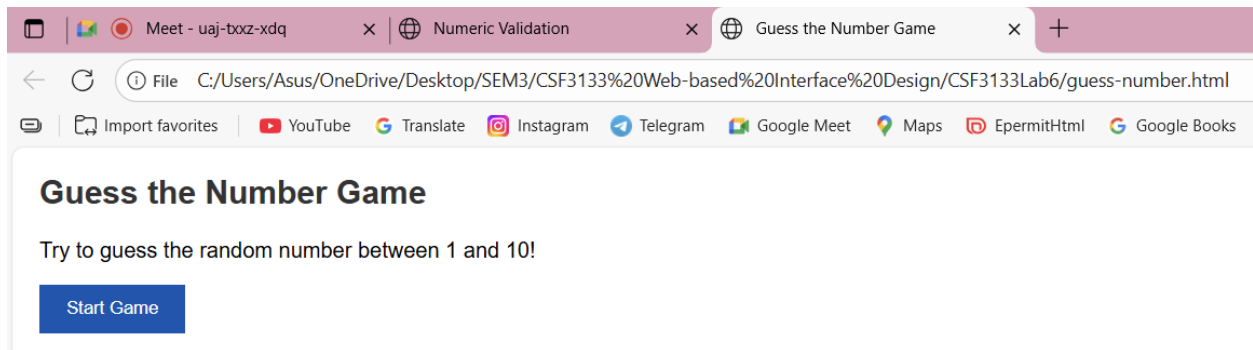 Meet - uaj-txxz-xdq Numeric Validation Guess the Number Game
File C:/Users/Asus/OneDrive/Desktop/SEM3/CSF3133%20Web-based%20Interface%20Design/CSF3133Lab6/guess-number.html
Import favorites YouTube Translate Instagram Telegram Google Meet Maps EpermitHtml Google Books
Guess the Number Game
Try to guess the random number between 1 and 10!
Start Game